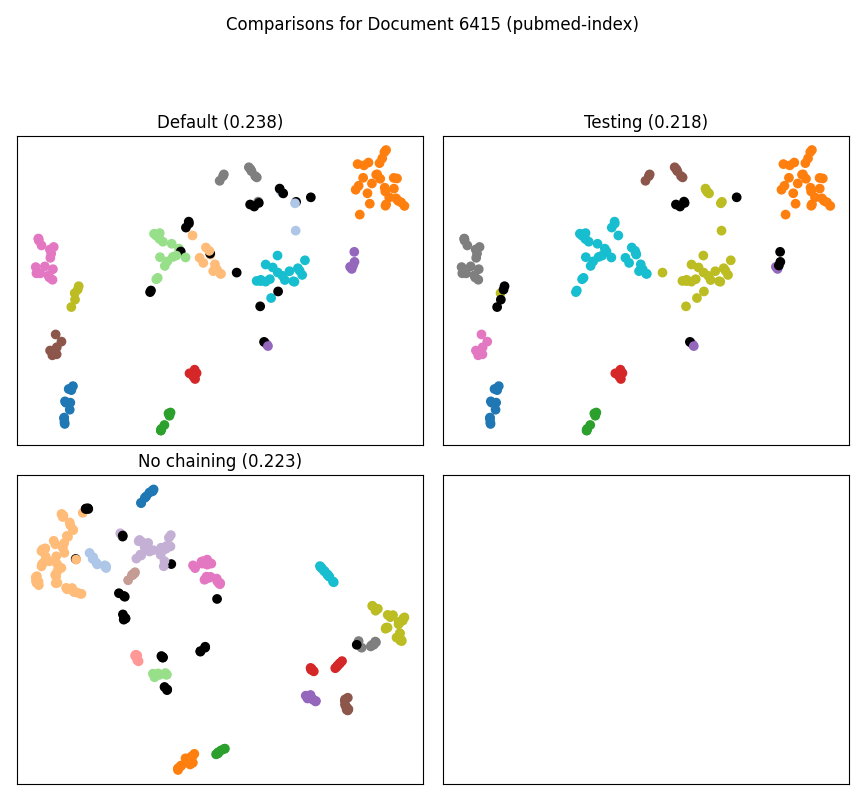 Comparisons for Document 6415 (pubmed-index)
Default (0.238)
Testing (0.218)
No chaining (0.223)